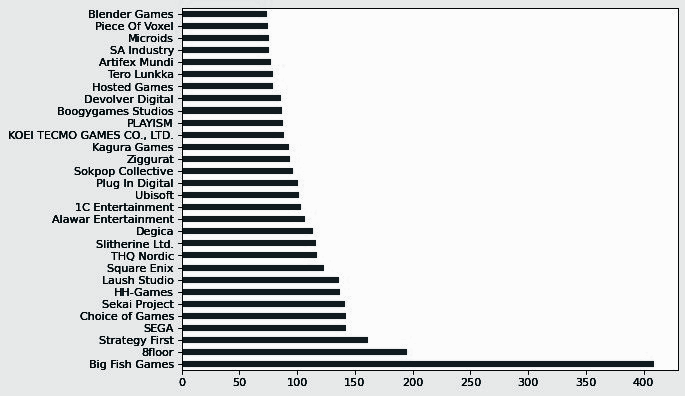 Blender Games
Piece Of Voxel
Microids
SA Industry
Artifex Mundi
Tero Lunkka
Hosted Games
Devolver Digital
Boogygames Studios
PLAYISM
KOEI TECMO GAMES CO., LTD.
Kagura Games
Ziggurat
Sokpop Collective
Plug In Digital
Ubisoft
1C Entertainment
Alawar Entertainment
Degica
Slitherine Ltd.
THQ Nordic
Square Enix
Laush Studio
HH-Games
Sekai Project
Choice of Games
SEGA
Strategy First
8floor
Big Fish Games
0 50 100 150 200 250 300 350 400